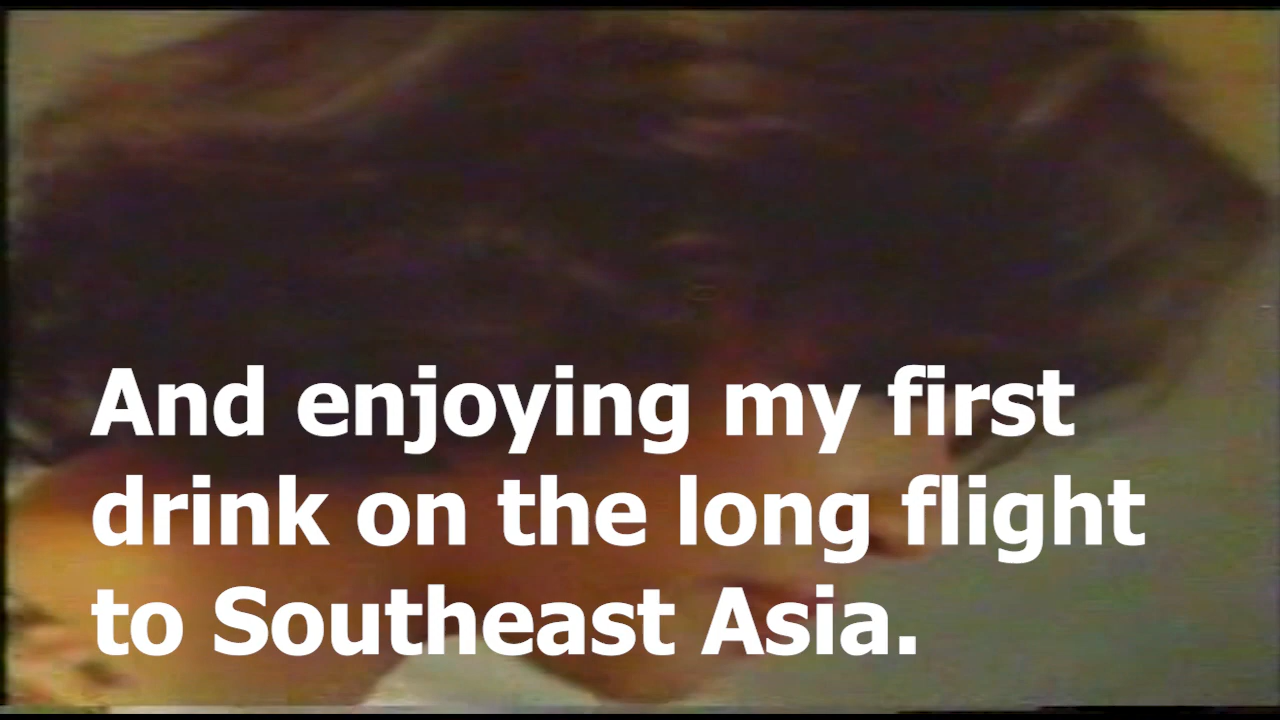 And enjoying my first
drink on the long flight
to Southeast Asia.